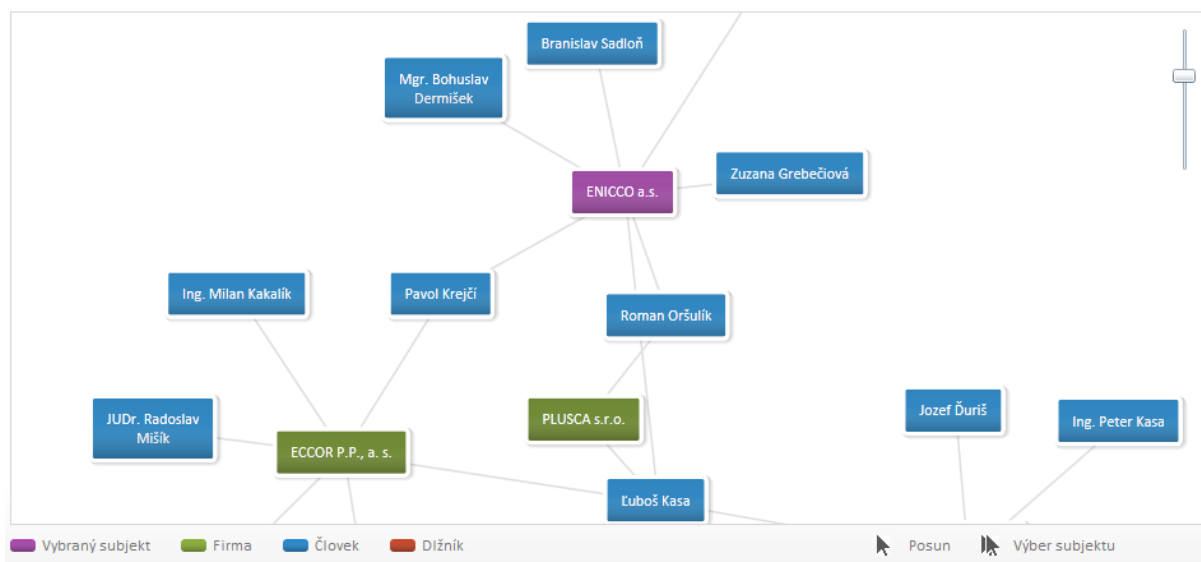 Branislav Sadloň
Mgr. Bohuslav
Dermišek
Zuzana Grebečiová
ENICCO a.s.
Ing. Milan Kakalík
Pavol Krejčí
Roman Oršulík
JUDr. Radoslav
Mišík
PLUSCA s.r.o.
Jozef Ďuriš
Ing. Peter Kasa
ECCOR P.P., a. s.
Ľuboš Kasa
Vybraný subjekt
Firma
Človek
Dlžník
Posun
Výber subjektu